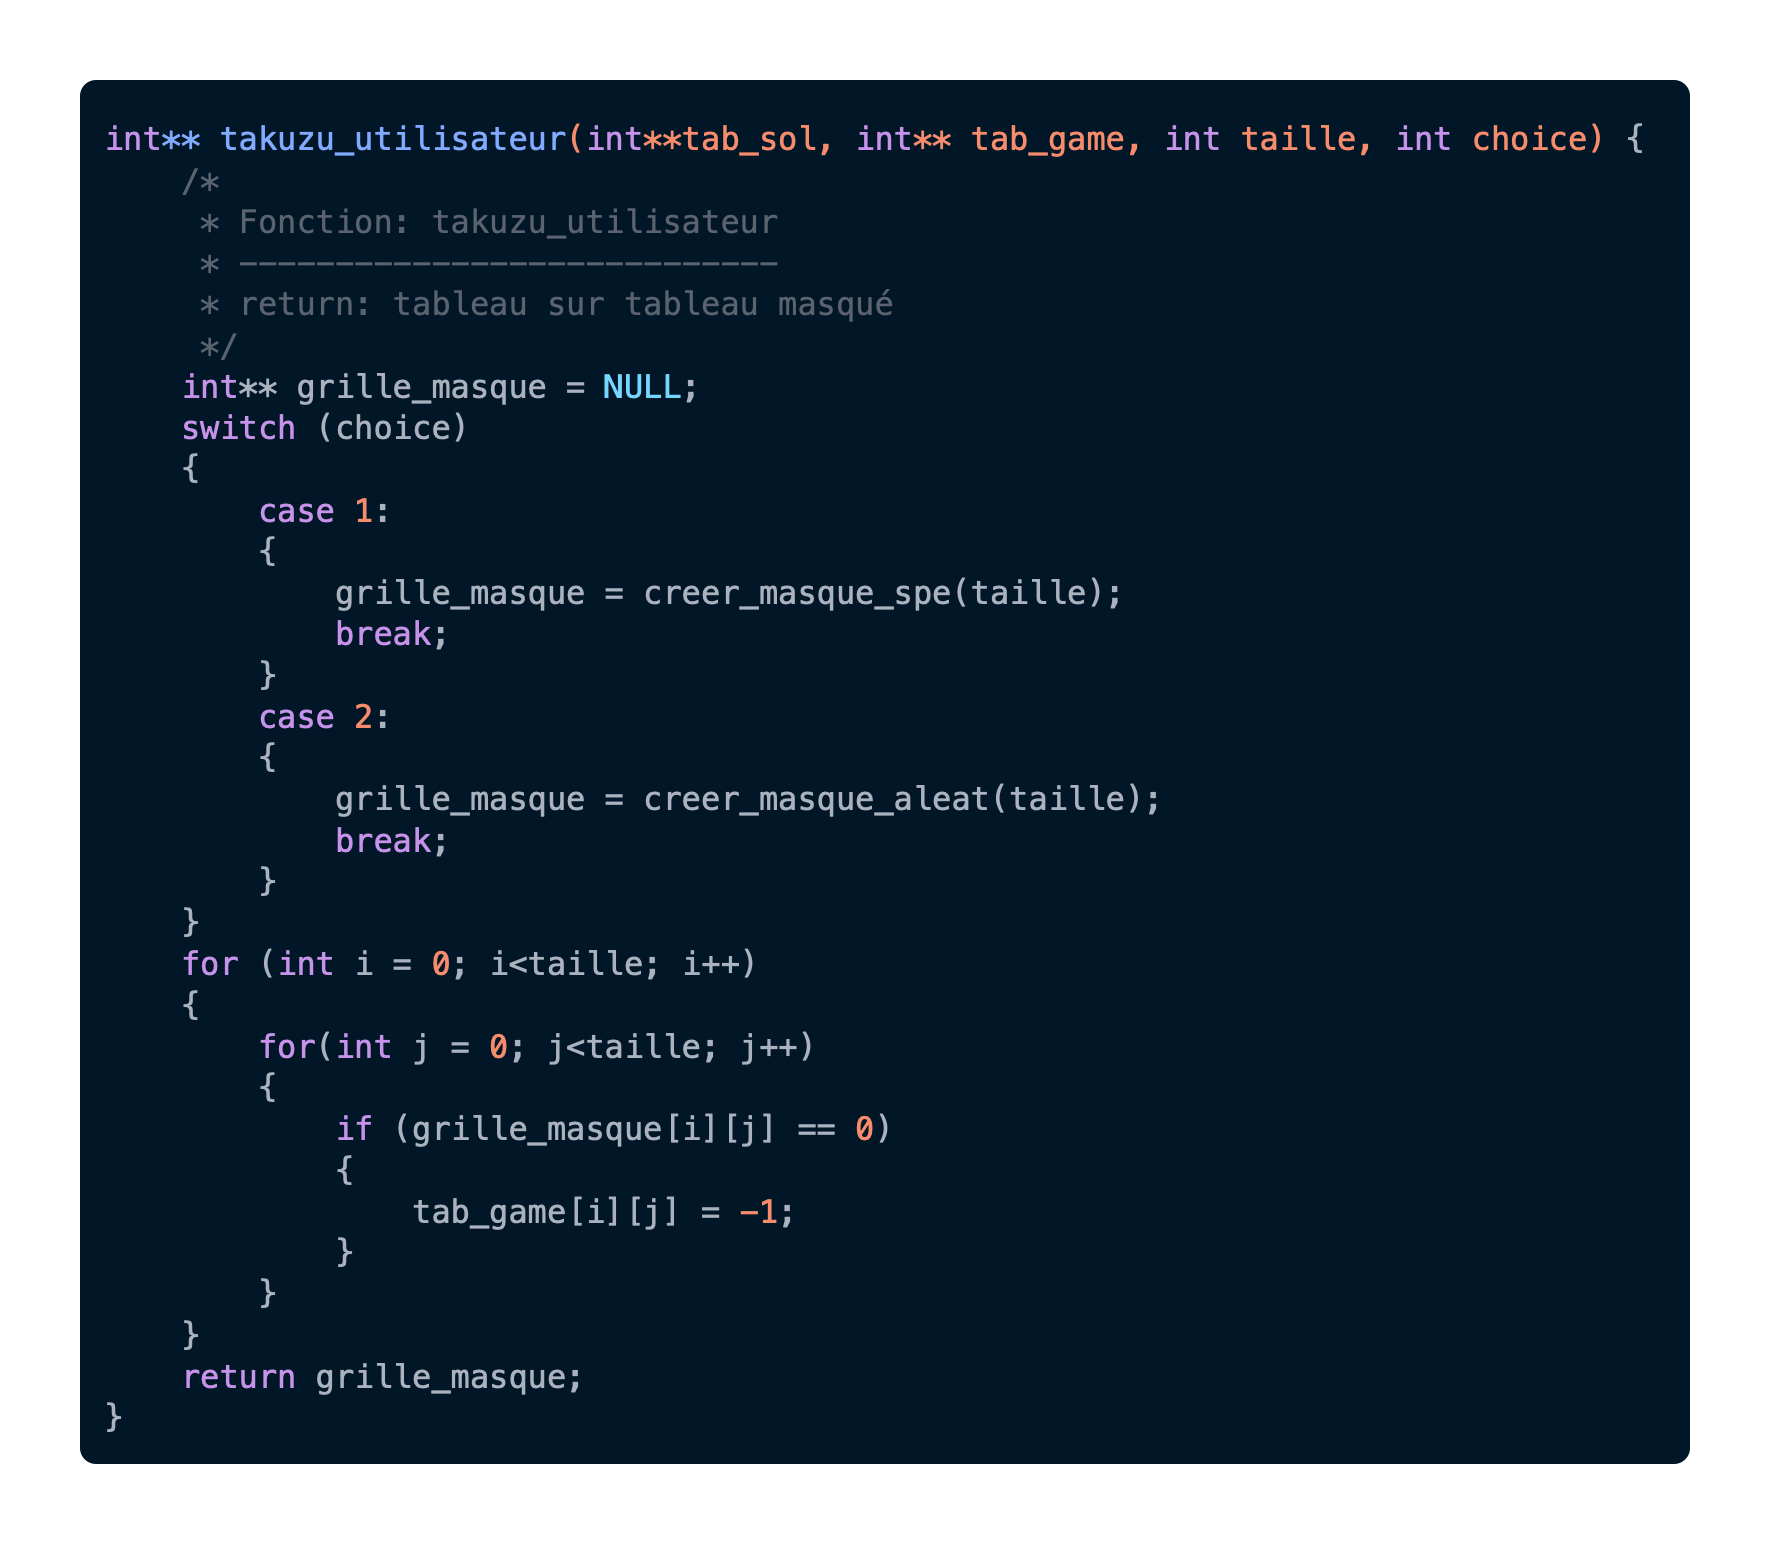 int** takuzu_utilisateur(int**tab_sol, int** tab_game, int taille, int choice) {
    /*
     * Fonction: takuzu_utilisateur
     * ----------------------------
     * return: tableau sur tableau masqué
     */
    int** grille_masque = NULL;
    switch (choice)
    {
        case 1:
        {
            grille_masque = creer_masque_spe(taille);
            break;
        }
        case 2:
        {
            grille_masque = creer_masque_aleat(taille);
            break;
        }
    }
    for (int i = 0; i<taille; i++)
    {
        for(int j = 0; j<taille; j++)
        {
            if (grille_masque[i][j] == 0)
            {
                tab_game[i][j] = -1;
            }
        }
    }
    return grille_masque;
}